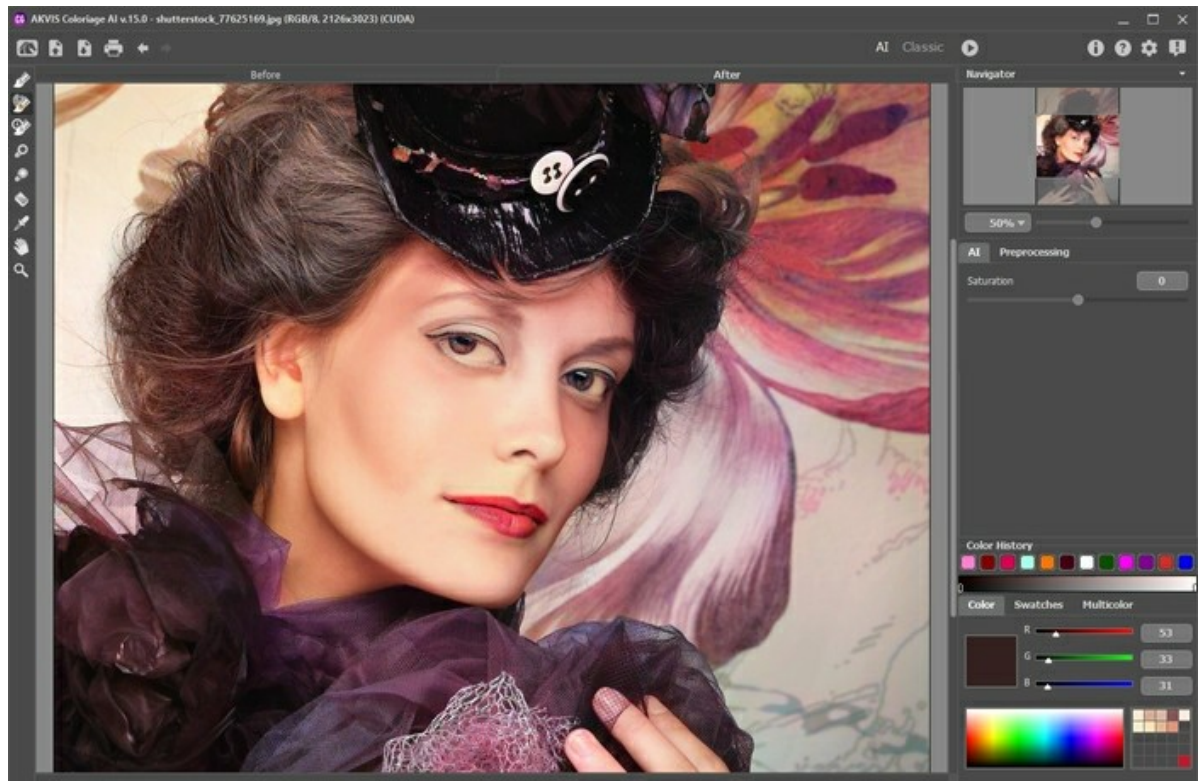 AKVIS Coloriage AI v.15.0 - shutterstock_77625169.jpg (RGB/8, 2126x3023) (CUDA)
AI Classic
Before After
Navigator
50%
AI Preprocessing
Saturation 0
Color History
Color Swatches Multicolor
R 53
G 33
B 31